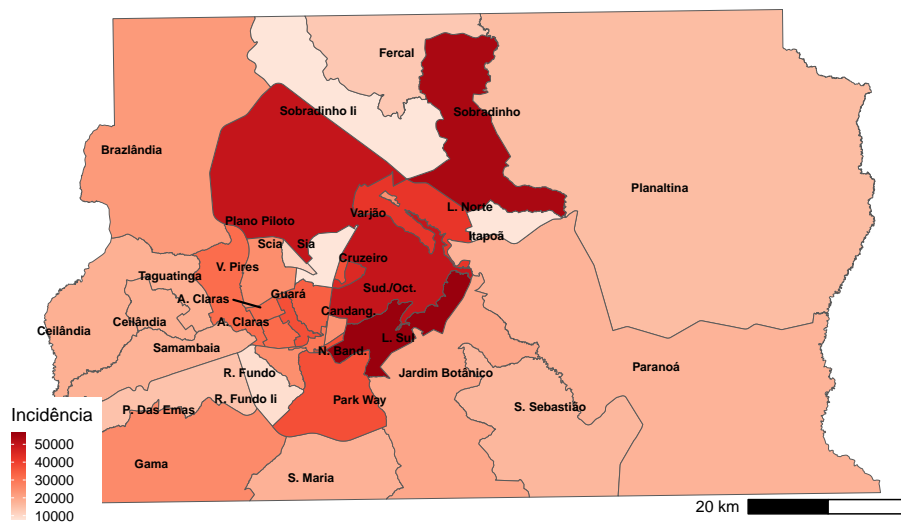 Fercal
Sobradinho Ii
Sobradinho
Brazlândia
Planaltina
Plano Piloto
Varjão
L. Norte
Itapoã
Scia
Sia
Cruzeiro
V. Pires
Taguatinga
Guará
Sud./Oct.
A. Claras
Candang.
A. Claras
Ceilândia
Ceilândia
L. Sul
Samambaia
N. Band.
R. Fundo
Jardim Botânico
Paranoá
R. Fundo Ii
Park Way
P. Das Emas
S. Sebastião
Gama
S. Maria
Incidência
50000
40000
30000
20000
10000
20 km